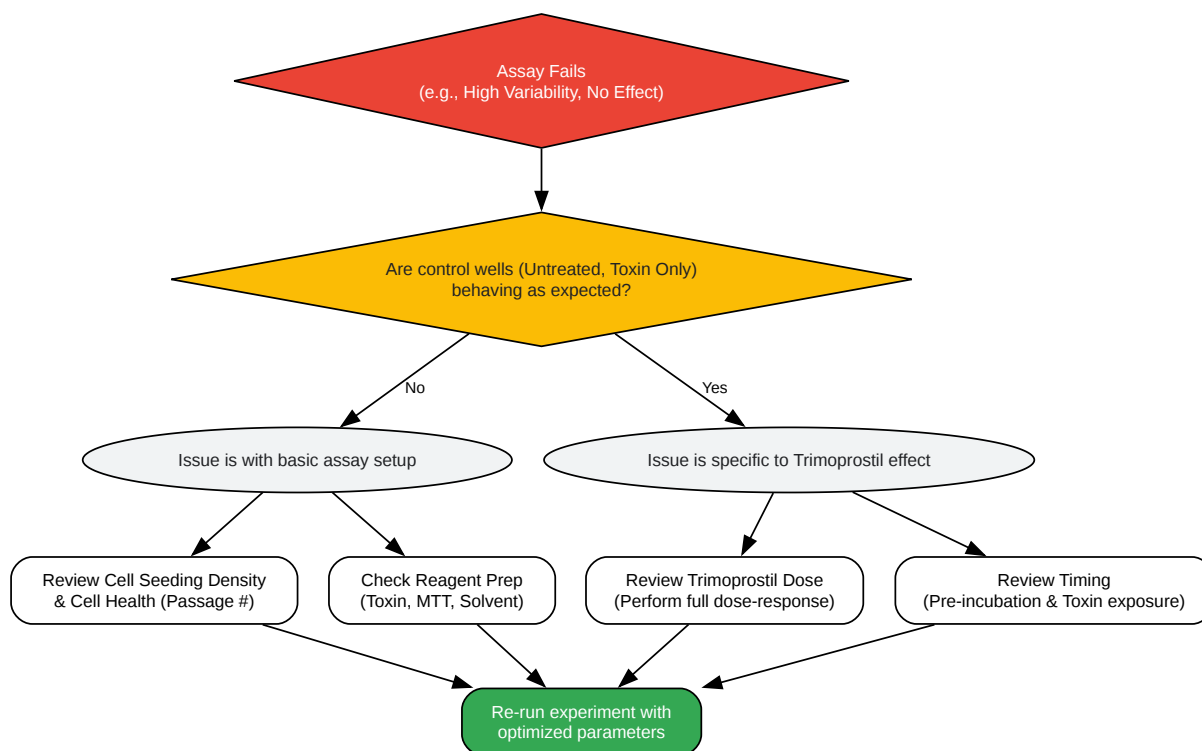 Assay Fails
(e.g., High Variability, No Effect)
Are control wells (Untreated, Toxin Only)
behaving as expected?
No
Yes
Issue is with basic assay setup
Issue is specific to Trimoprostil effect
Review Cell Seeding Density
& Cell Health (Passage #)
Check Reagent Prep
(Toxin, MTT, Solvent)
Review Trimoprostil Dose
(Perform full dose-response)
Review Timing
(Pre-incubation & Toxin exposure)
Re-run experiment with
optimized parameters